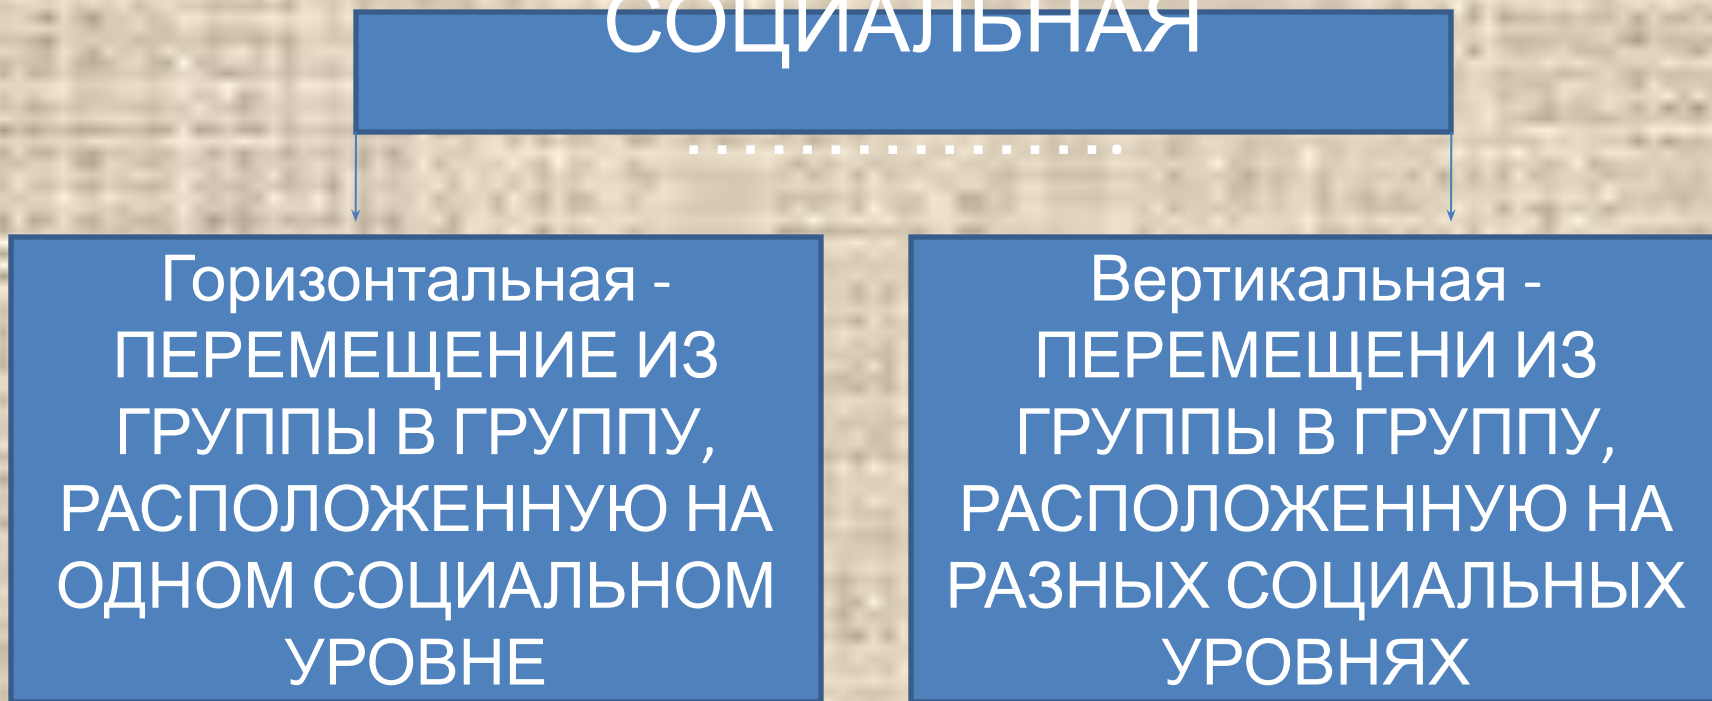 СОЦИАЛЬНАЯ
Горизонтальная -
ПЕРЕМЕЩЕНИЕ ИЗ
ГРУППЫ В ГРУППУ,
РАСПОЛОЖЕННУЮ НА
ОДНОМ СОЦИАЛЬНОМ
УРОВНЕ
Вертикальная -
ПЕРЕМЕЩЕНИ ИЗ
ГРУППЫ В ГРУППУ,
РАСПОЛОЖЕННУЮ НА
РАЗНЫХ СОЦИАЛЬНЫХ
УРОВНЯХ